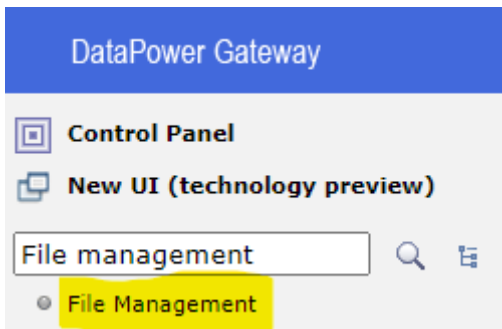 DataPower Gateway
Control Panel
New UI (technology preview)
File management
File Management